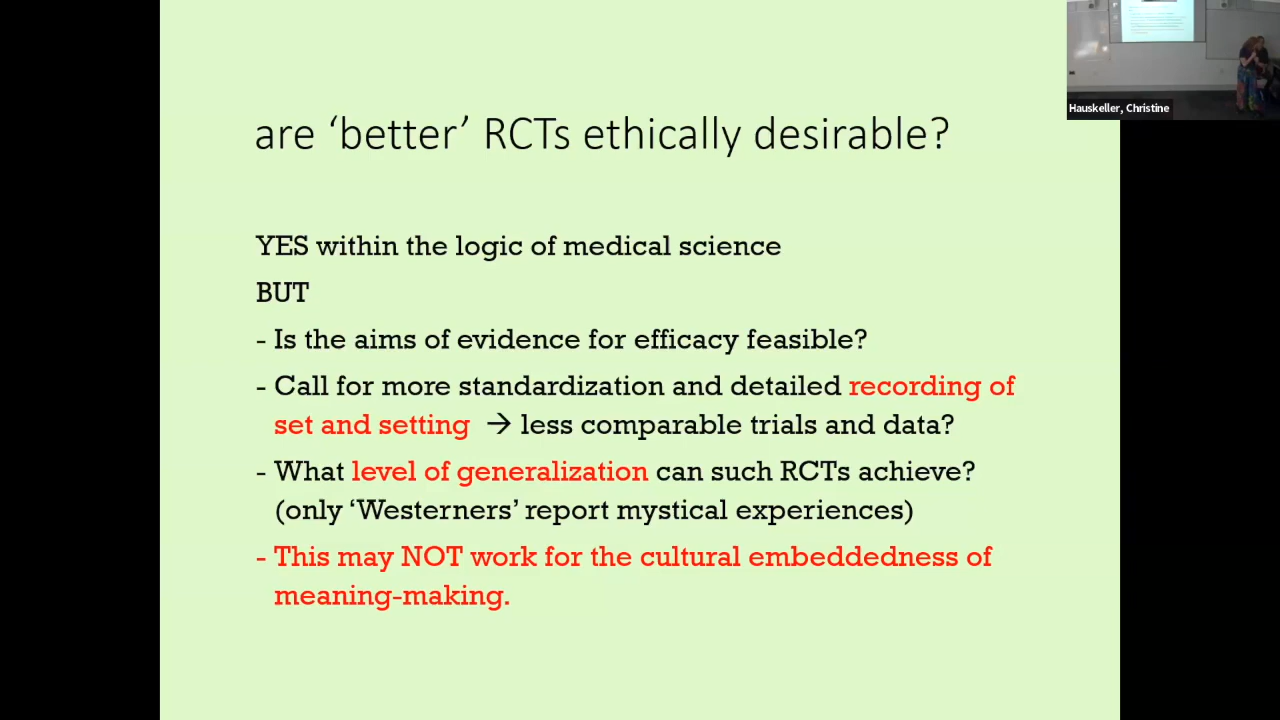 Hauskeller, Christine
are ‘better’ RCTs ethically desirable?
YES within the logic of medical science
BUT
- Is the aims of evidence for efficacy feasible?
- Call for more standardization and detailed recording of
set and setting → less comparable trials and data?
- What level of generalization can such RCTs achieve?
(only ‘Westerners’ report mystical experiences)
- This may NOT work for the cultural embeddedness of
meaning-making.